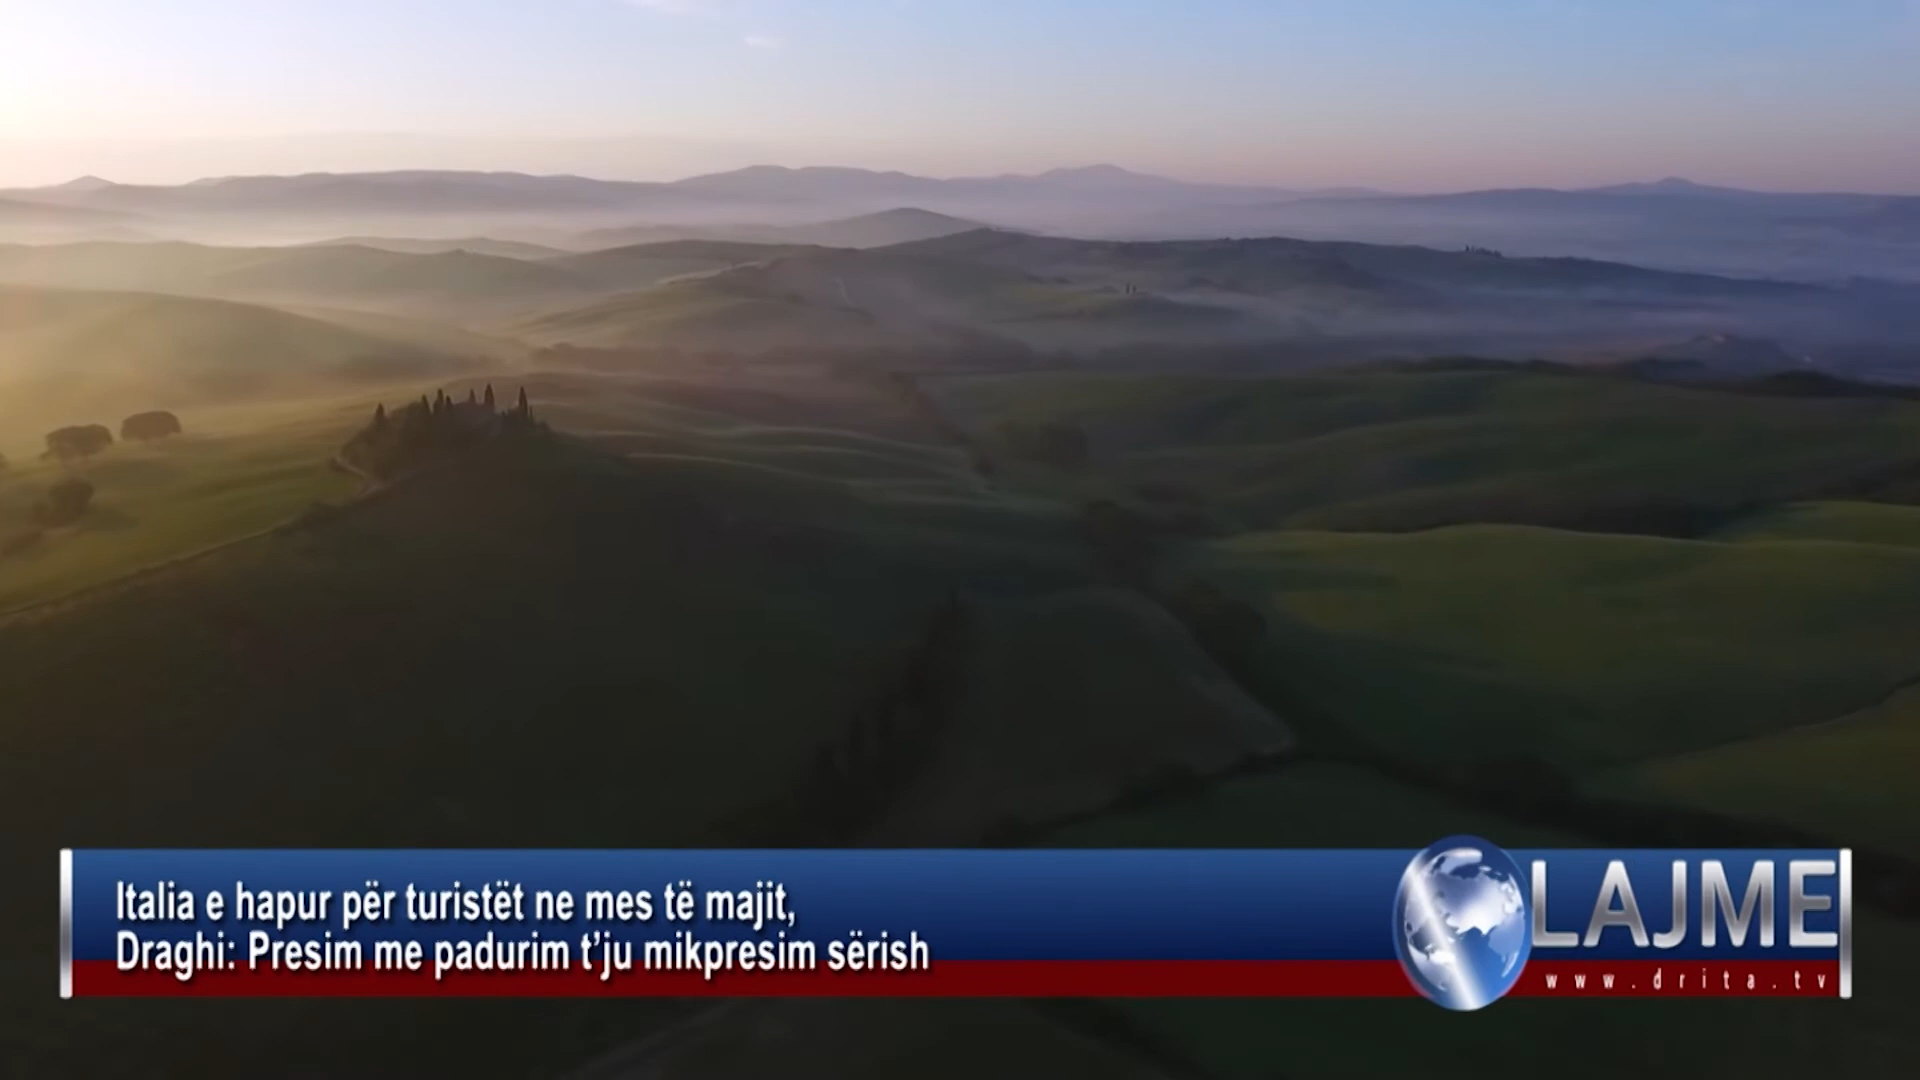 Italia e hapur për turistët ne mes të majit,
Draghi: Presim me padurim t’ju mikpresim sërish
LAJME
www.drita.tv